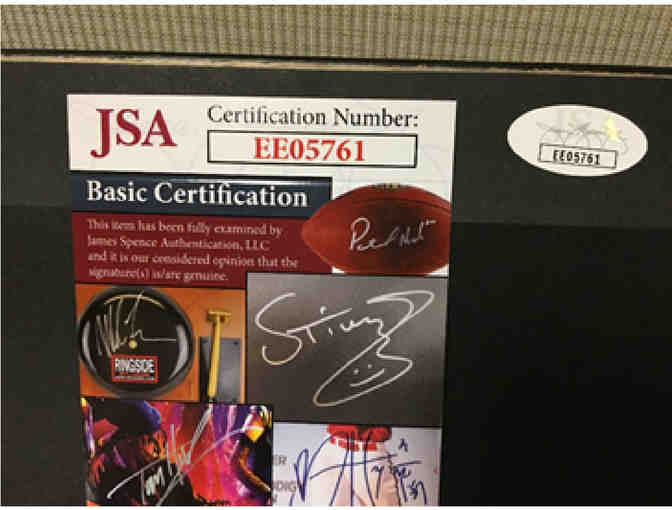 JSA
Certification Number:
EE05761
EE05761
Basic Certification
This item has been fully examined by
James Spence Authentication, LLC
and it is our considered opinion that the
signature(s) is/are genuine.
RINGSIDE